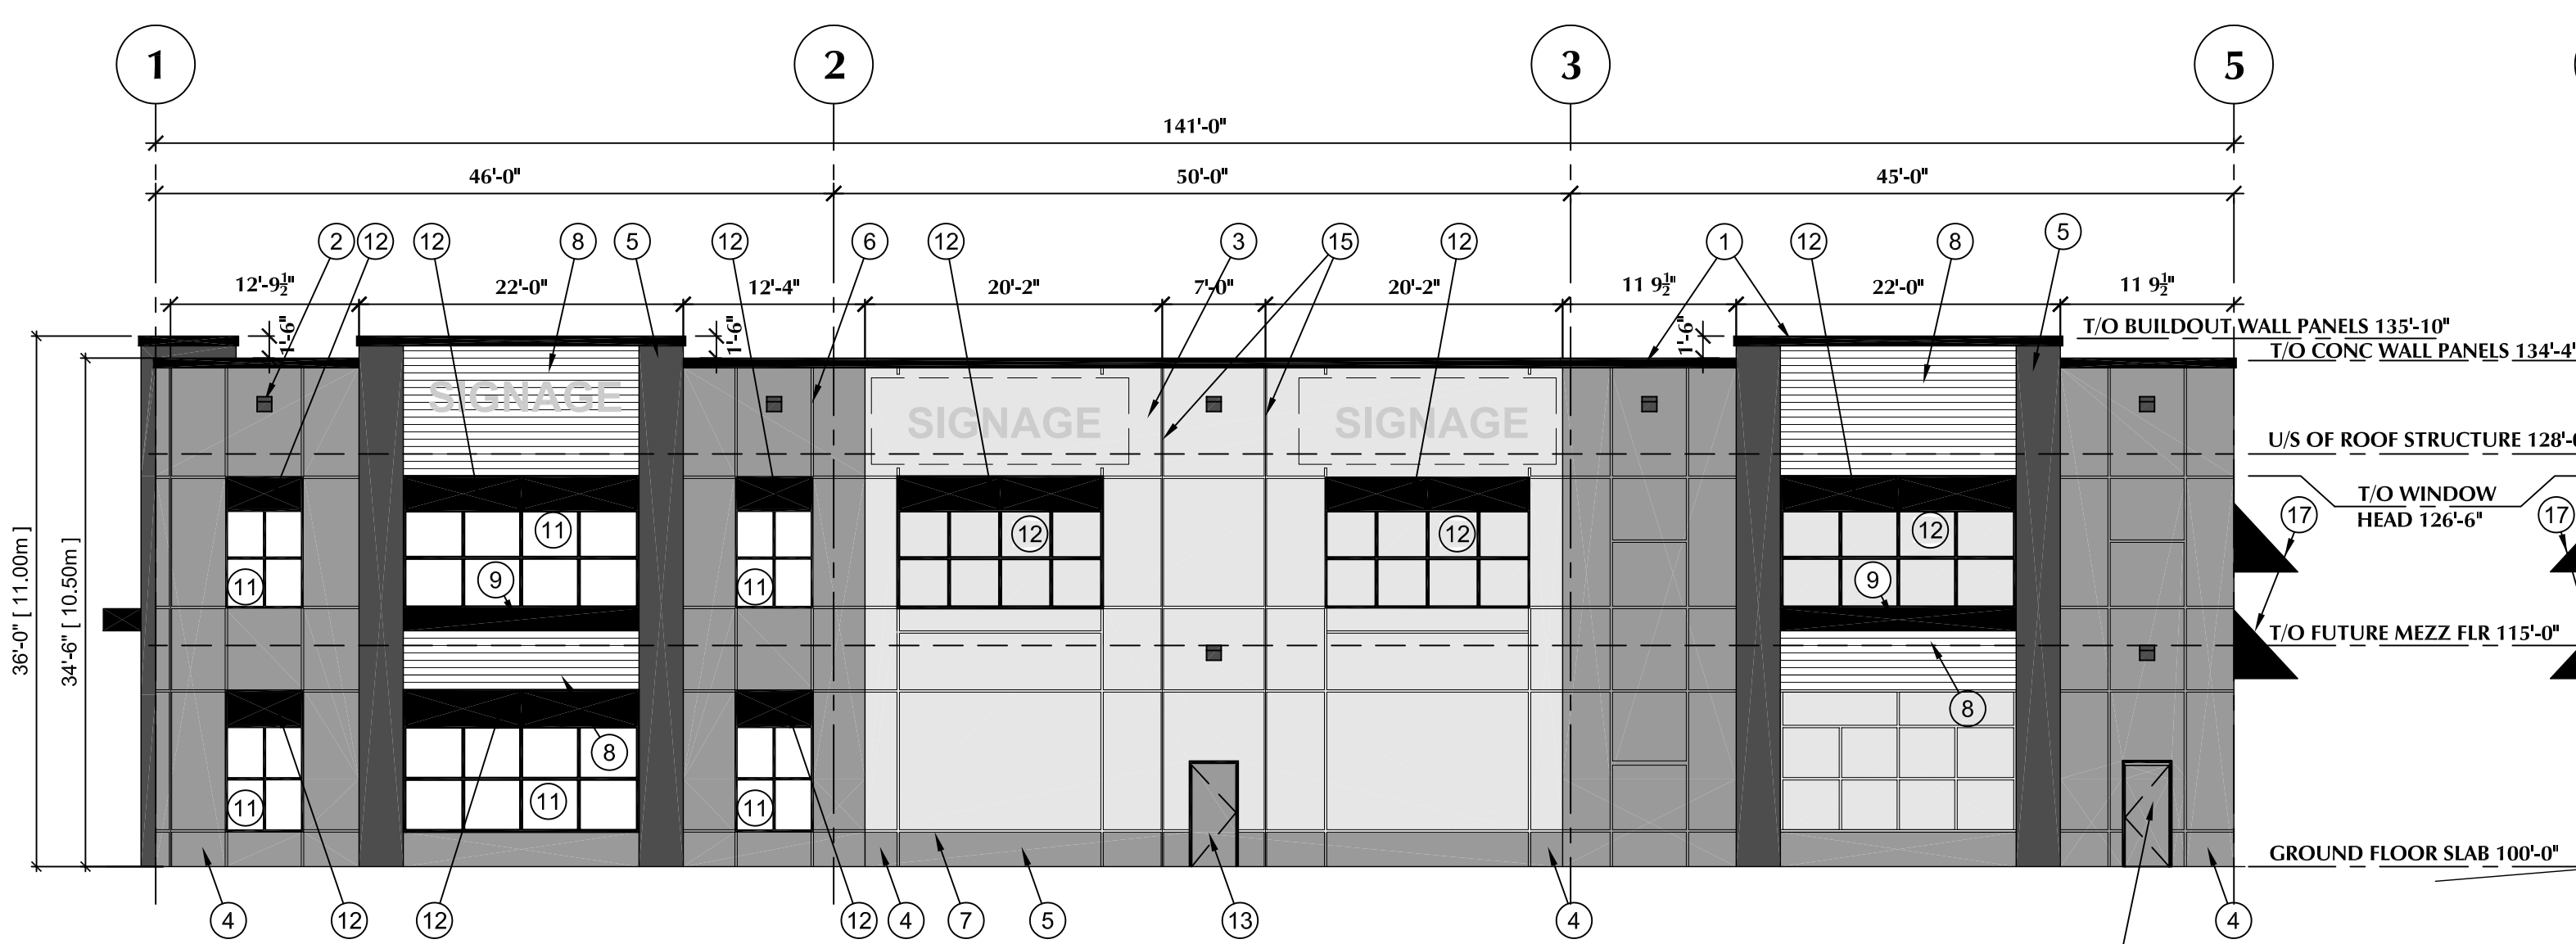 1 2 3 5
141'-0"
46'-0" 50'-0" 45'-0"
2 12 12 8 5 12 6 12 3 15 12 1 12 8 5
12'-9½" 22'-0" 12'-4" 20'-2" 7'-0" 20'-2" 11 9½" 22'-0" 11 9½"
1'-6" 1'-6" 1'-6"
T/O BUILDOUT WALL PANELS 135'-10"
T/O CONC WALL PANELS 134'-4"
SIGNAGE SIGNAGE SIGNAGE
U/S OF ROOF STRUCTURE 128'-
T/O WINDOW
HEAD 126'-6"
17 17
11 12 12 12
11 9 11 9
36'-0" [ 11.00m ]
34'-6" [ 10.50m ]
T/O FUTURE MEZZ FLR 115'-0"
8 8
11 11 11
GROUND FLOOR SLAB 100'-0"
4 12 12 12 4 7 5 13 4 4